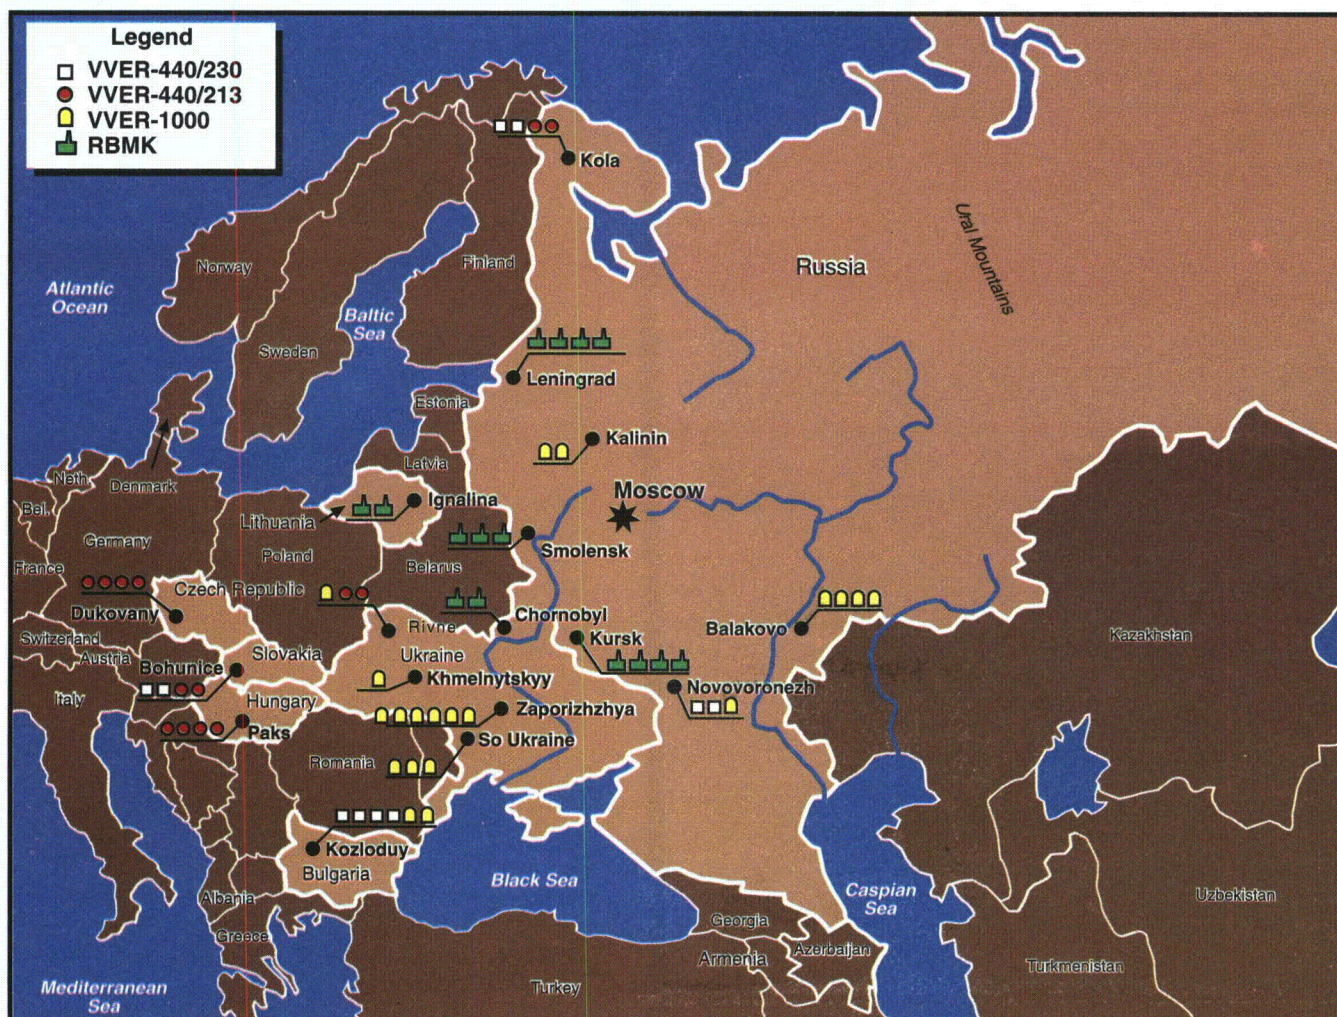 Legend
VVER-440/230
VVER-440/213
VVER-1000
RBMK
Kola
Ural Mountains
Russia
Norway
Finland
Atlantic
Ocean
Baltic
Sea
Sweden
Leningrad
Estonia
Kalinin
Latvia
Neth.
Denmark
Moscow
Ignalina
Bel.
Lithuania
Germany
Smolensk
Poland
France
Belarus
Czech Republic
Dukovany
Chornobyl
Rivne
Kursk
Balakovo
Kazakhstan
Switzerland
Austria
Slovakia
Ukraine
Bohunice
Khmelnytskyy
Novovoronezh
Italy
Hungary
Zaporizhzhya
Paks
So Ukraine
Romania
Kozloduy
Bulgaria
Black Sea
Caspian
Sea
Albania
Uzbekistan
Georgia
Greece
Azerbaijan
Armenia
Turkmenistan
Mediterranean
Sea
Turkey